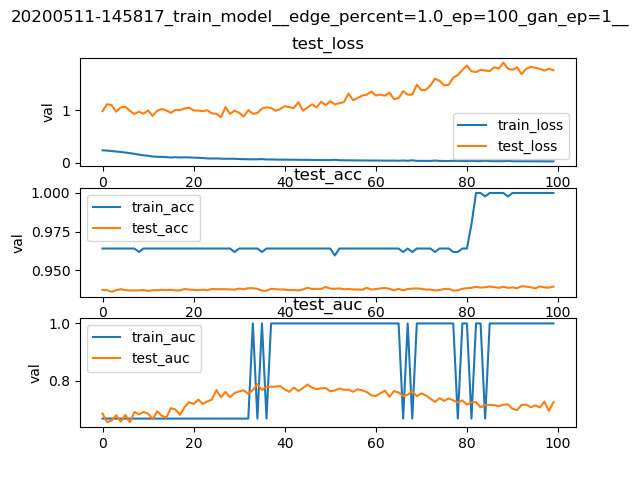 20200511-145817_train_model__edge_percent=1.0_ep=100_gan_ep=1__
test_loss
val
1
0
train_loss
test_loss
0 20 40 60 80 100
test_acc
val
1.000
0.975
0.950
train_acc
test_acc
0 20 40 60 80 100
test_auc
val
1.0
0.8
train_auc
test_auc
0 20 40 60 80 100